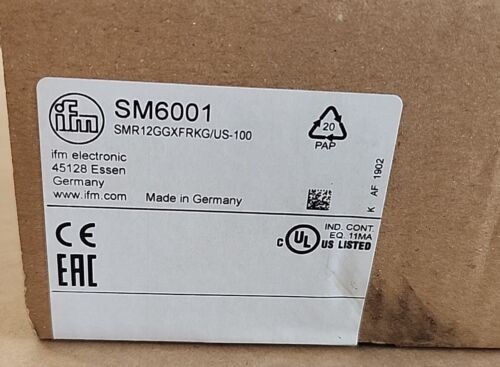 ifm
SM6001
SMR12GGXFRKG/US-100
ifm electronic
45128 Essen
Germany
www.ifm.com
Made in Germany
20
PAP
K AF 1902
CE
EAC
C UL US LISTED
IND. CONT.
EQ. 11MA